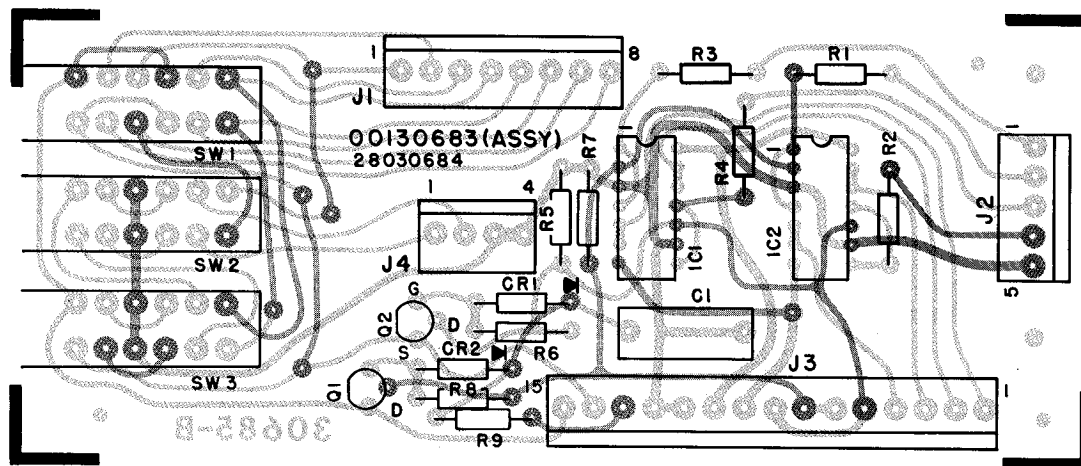 R3
R1
1
8
J1
00130683(ASSY)
28030684
SW1
R7
R4
R2
1
J2
5
1
4
J4
R5
IC1
IC2
SW2
CR1
G
Q2
D
S
R6
C1
CR2
J3
SW3
Q1
D
R8
15
1
R9
30685-B